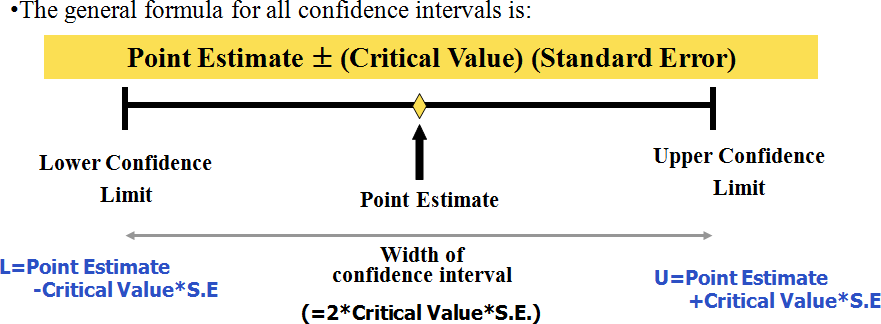 •The general formula for all confidence intervals is:
Point Estimate ± (Critical Value) (Standard Error)
Lower Confidence
Limit
Point Estimate
Upper Confidence
Limit
L=Point Estimate
-Critical Value*S.E
Width of
confidence interval
(=2*Critical Value*S.E.)
U=Point Estimate
+Critical Value*S.E